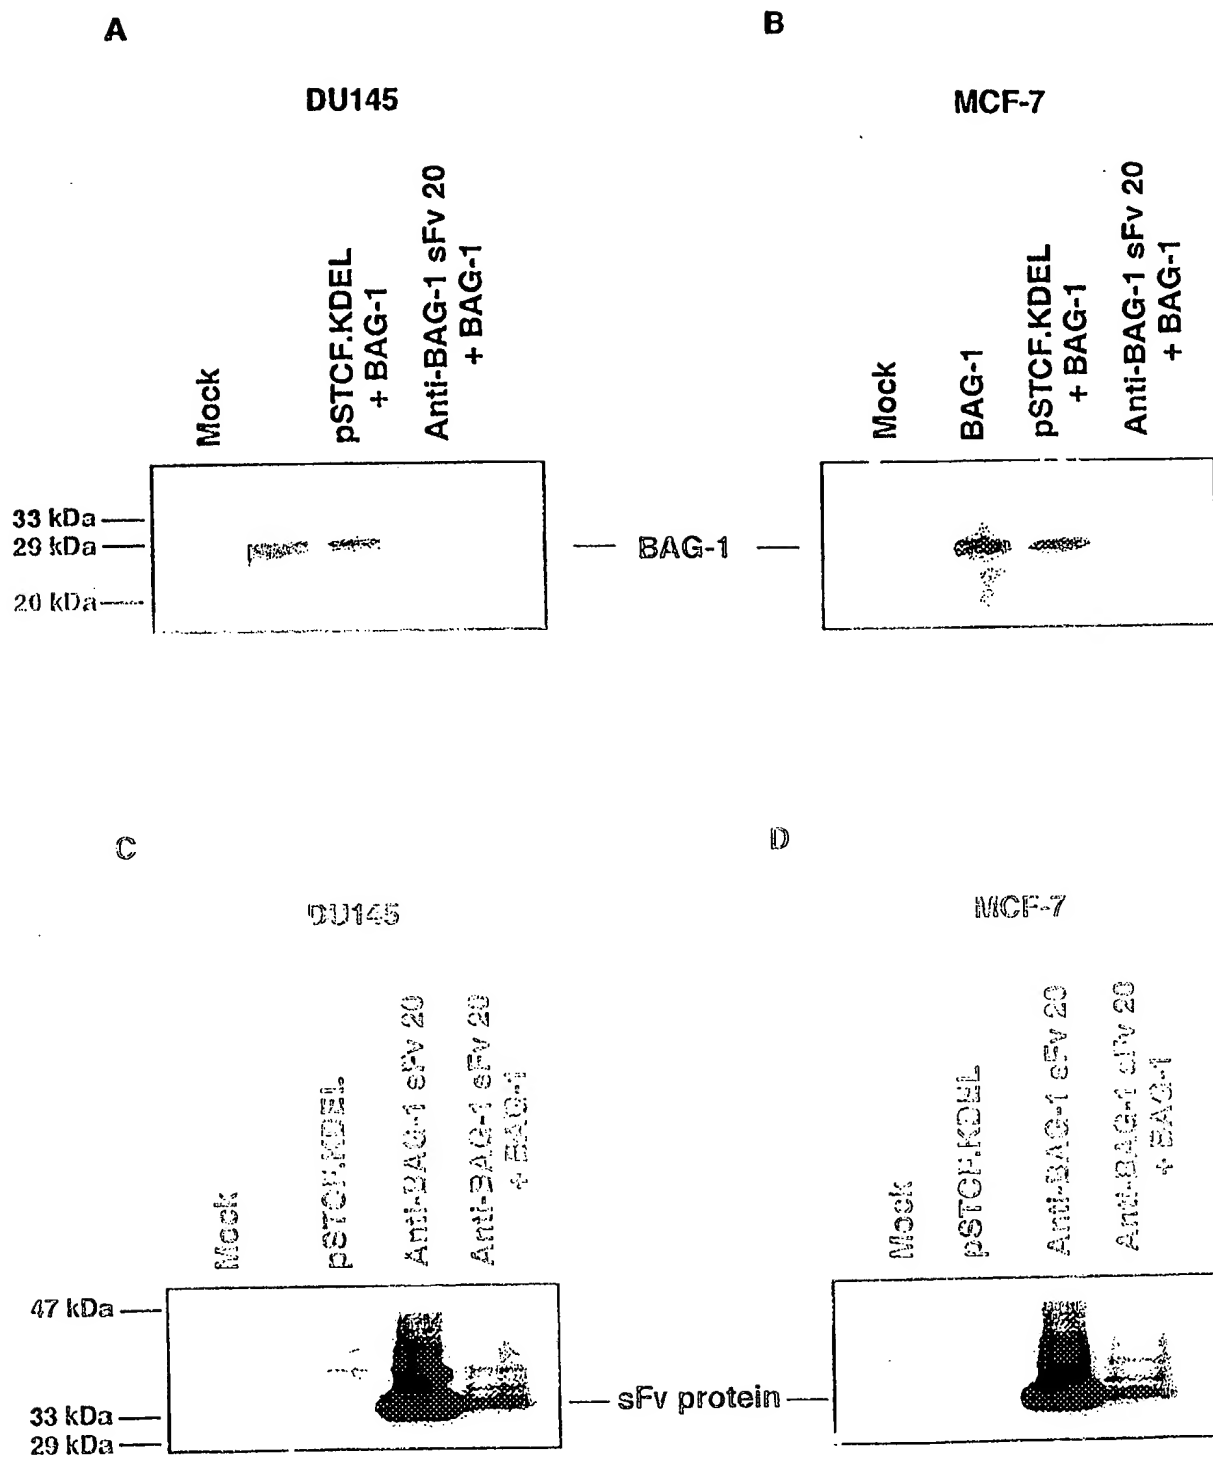 A
B
DU145
MCF-7
Mock
pSTCF.KDEL
+ BAG-1
Anti-BAG-1 sFv 20
+ BAG-1
Mock
BAG-1
pSTCF.KDEL
+ BAG-1
Anti-BAG-1 sFv 20
+ BAG-1
33 kDa
29 kDa
20 kDa
BAG-1
C
D
DU145
MCF-7
Mock
pSTCF.KDEL
Anti-BAG-1 sFv 20
Anti-BAG-1 sFv 20
+ BAG-1
Mock
pSTCF.KDEL
Anti-BAG-1 sFv 20
Anti-BAG-1 sFv 20
+ BAG-1
47 kDa
33 kDa
29 kDa
sFv protein